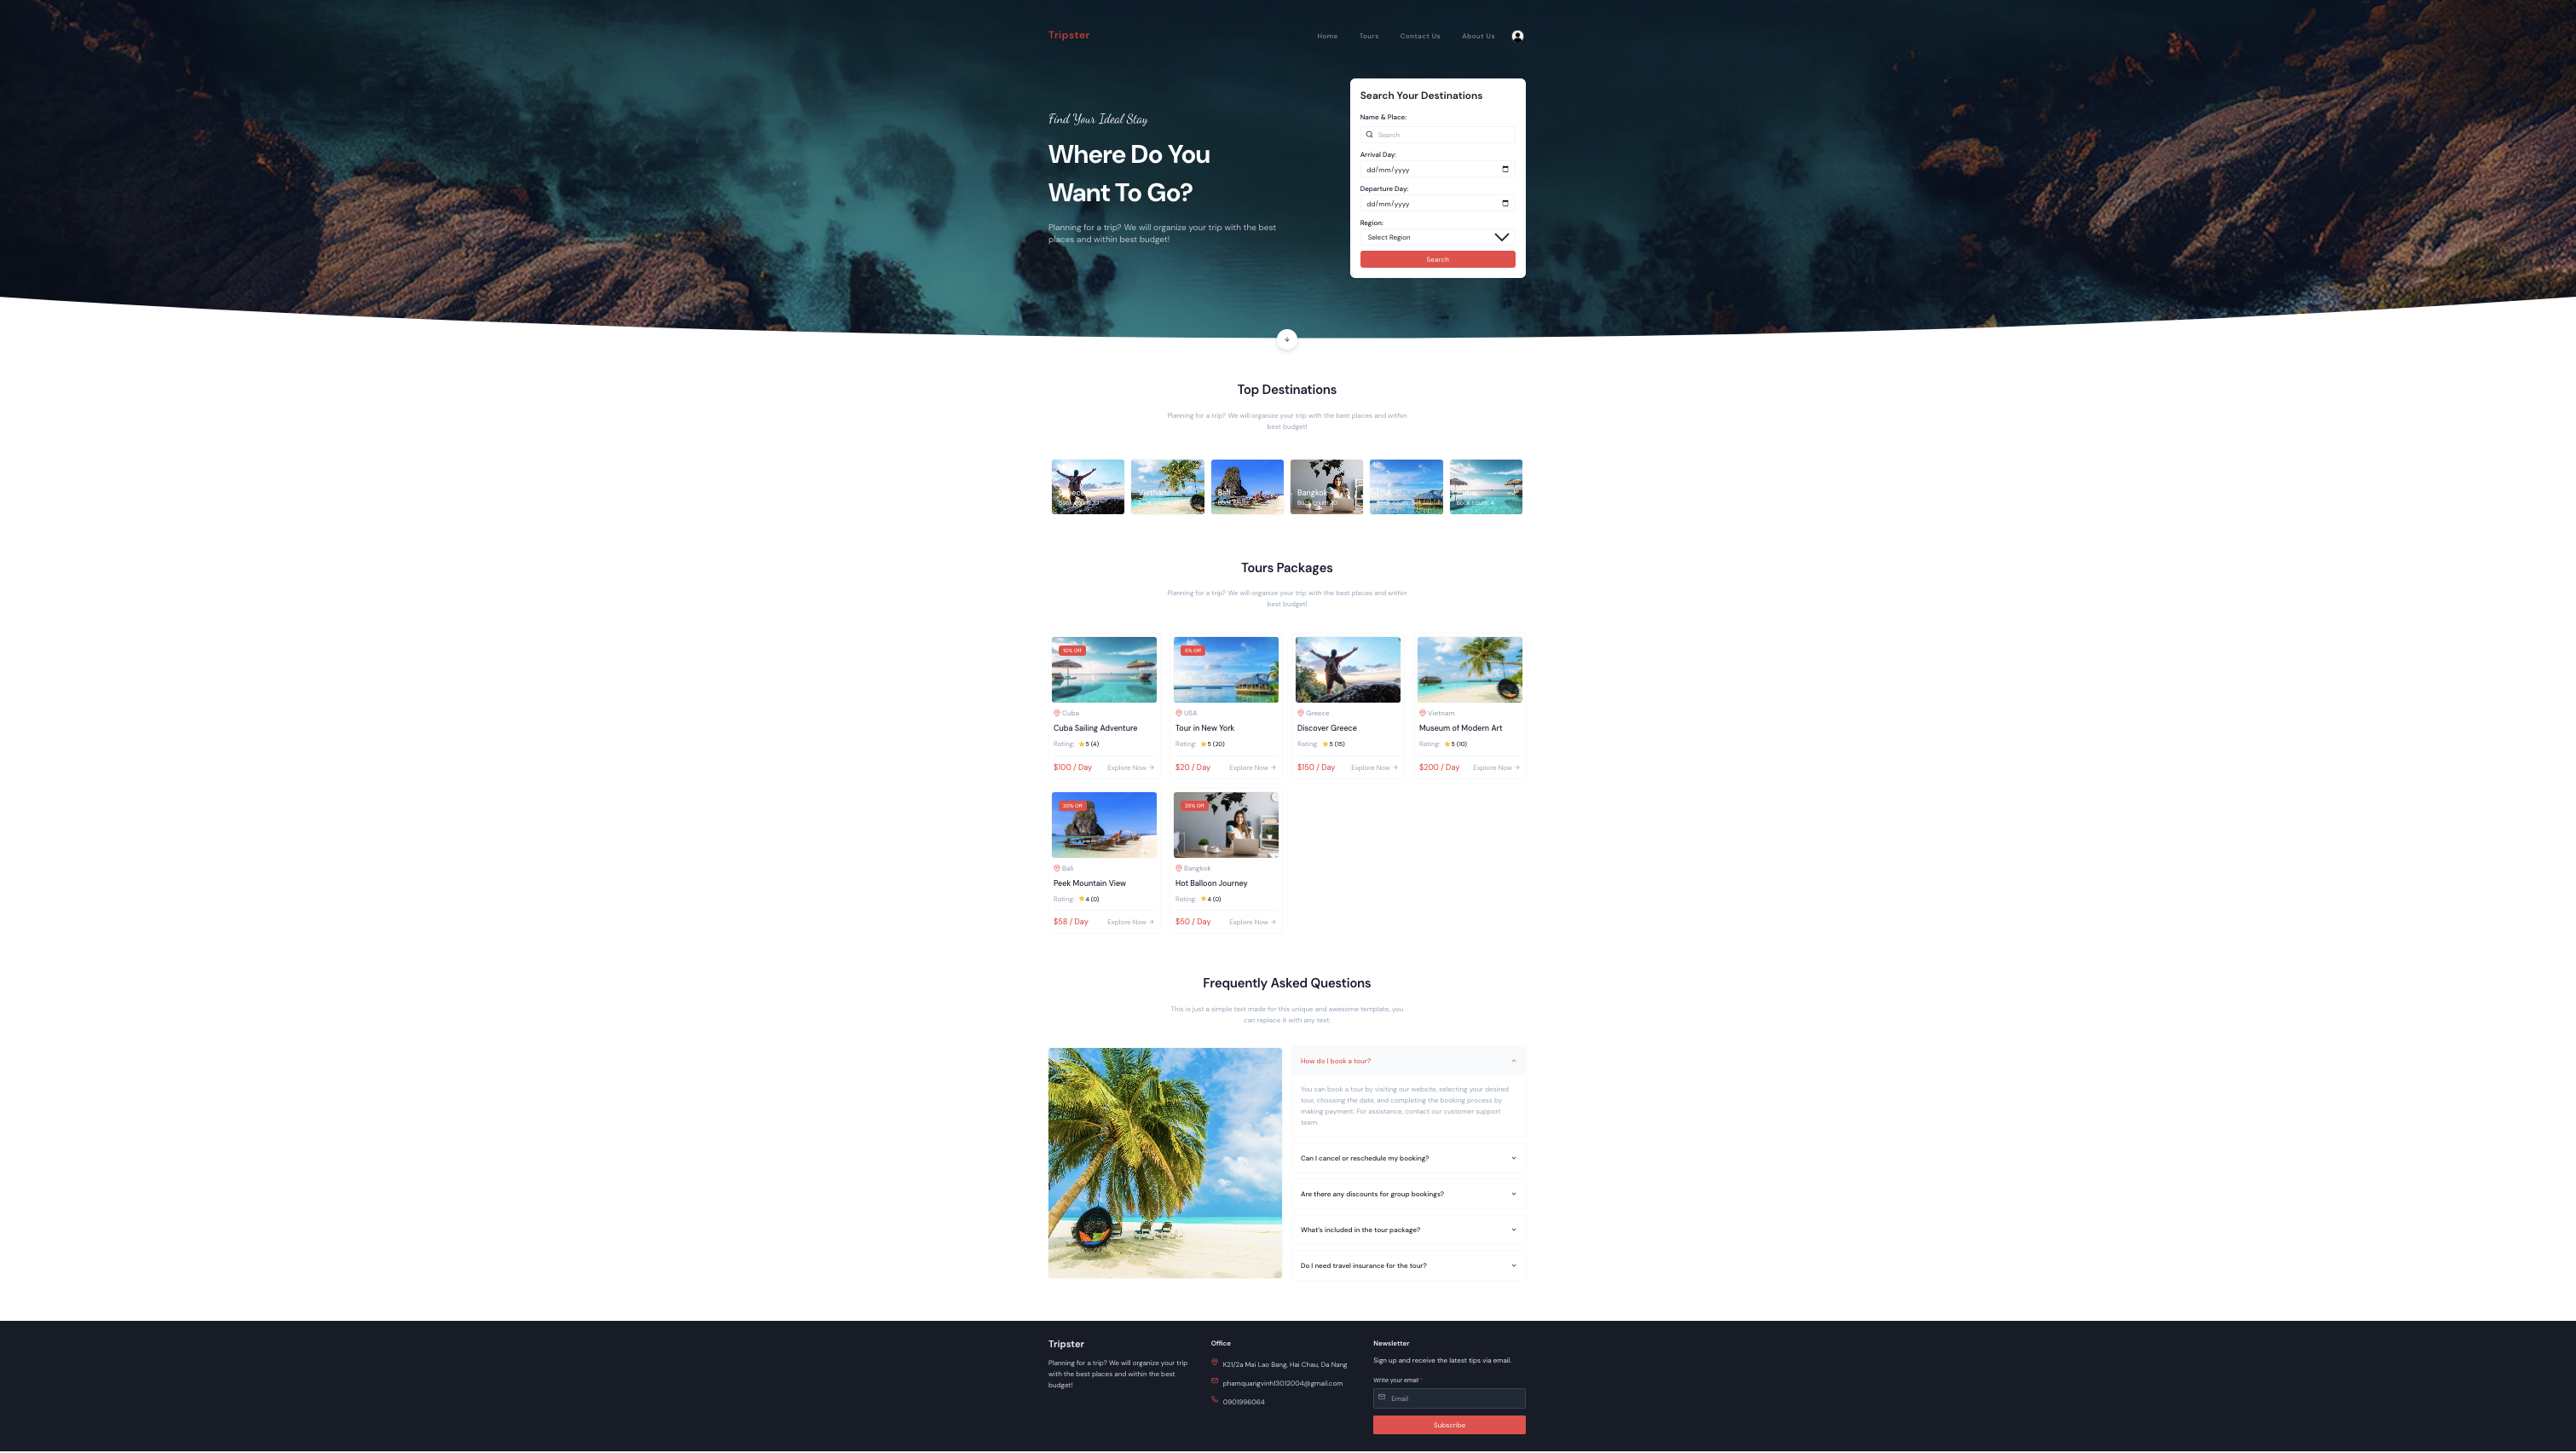 Tripster
Home Tours Contact Us About Us
Find Your Ideal Stay
Where Do You
Want To Go?
Planning for a trip? We will organize your trip with the best
places and within best budget!
Search Your Destinations
Name & Place:
Search
Arrival Day:
dd/mm/yyyy
Departure Day:
dd/mm/yyyy
Region:
Select Region
Search
Top Destinations
Planning for a trip? We will organize your trip with the best places and within
best budget!
Vietnam
Bali
Bangkok
Book count: 4
Tours Packages
Planning for a trip? We will organize your trip with the best places and within
best budget!
10% Off
Cuba
Cuba Sailing Adventure
Rating: 5 (4)
$100 / Day Explore Now
5% Off
USA
Tour in New York
Rating: 5 (20)
$20 / Day Explore Now
Greece
Discover Greece
Rating: 5 (15)
$150 / Day Explore Now
Vietnam
Museum of Modern Art
Rating: 5 (10)
$200 / Day Explore Now
20% Off
Bali
Peek Mountain View
Rating: 4 (0)
$58 / Day Explore Now
25% Off
Bangkok
Hot Balloon Journey
Rating: 4 (0)
$50 / Day Explore Now
Frequently Asked Questions
This is just a simple text made for this unique and awesome template, you
can replace it with any text.
How do I book a tour?
You can book a tour by visiting our website, selecting your desired
tour, choosing the date, and completing the booking process by
making payment. For assistance, contact our customer support
team.
Can I cancel or reschedule my booking?
Are there any discounts for group bookings?
What's included in the tour package?
Do I need travel insurance for the tour?
Tripster
Planning for a trip? We will organize your trip
with the best places and within the best
budget!
Office
K21/2a Mai Lao Bang, Hai Chau, Da Nang
phamquangvinh13012004@gmail.com
0901996064
Newsletter
Sign up and receive the latest tips via email.
Write your email *
Email
Subscribe